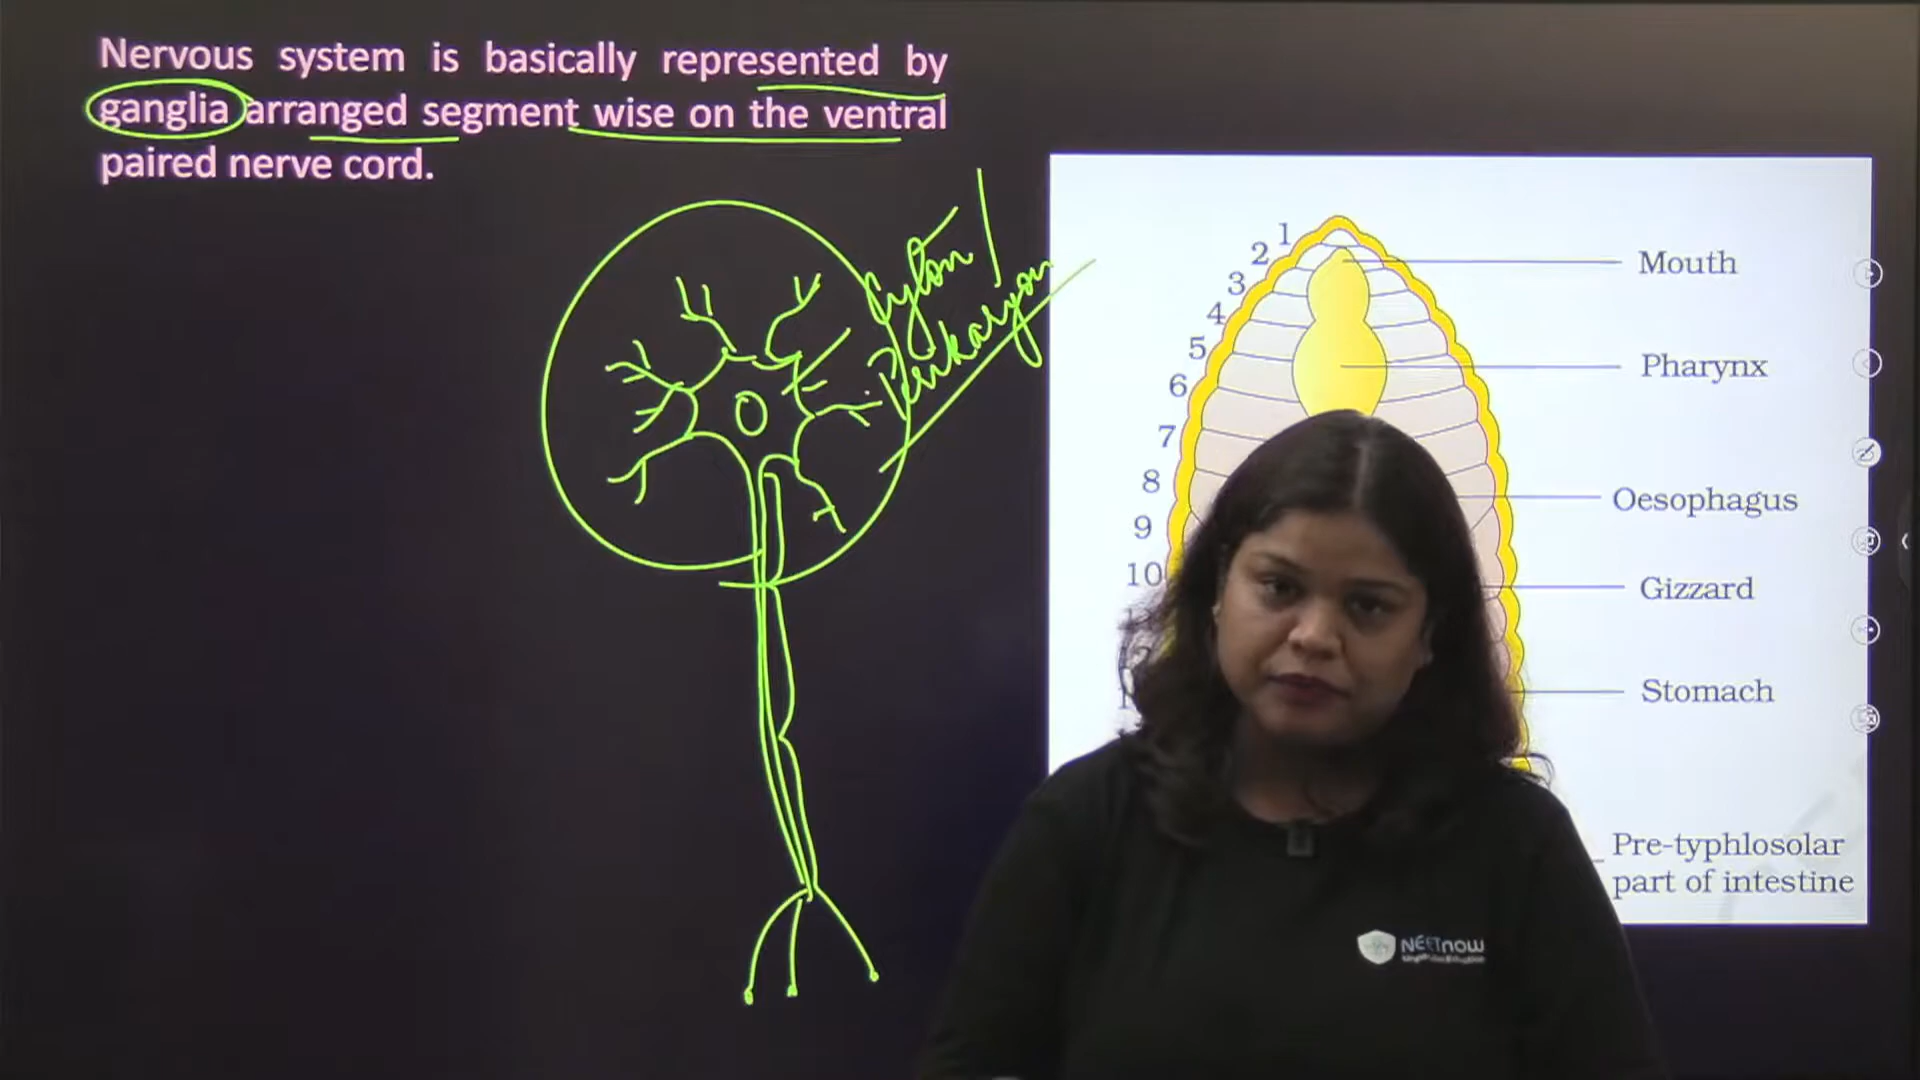 Nervous system is basically represented by
ganglia arranged segment wise on the ventral
paired nerve cord.
Cyton /
Perikaryon
1
2
3
4
5
6
7
8
9
10
Mouth
Pharynx
Oesophagus
Gizzard
Stomach
Pre-typhlosolar
part of intestine
NEETnow